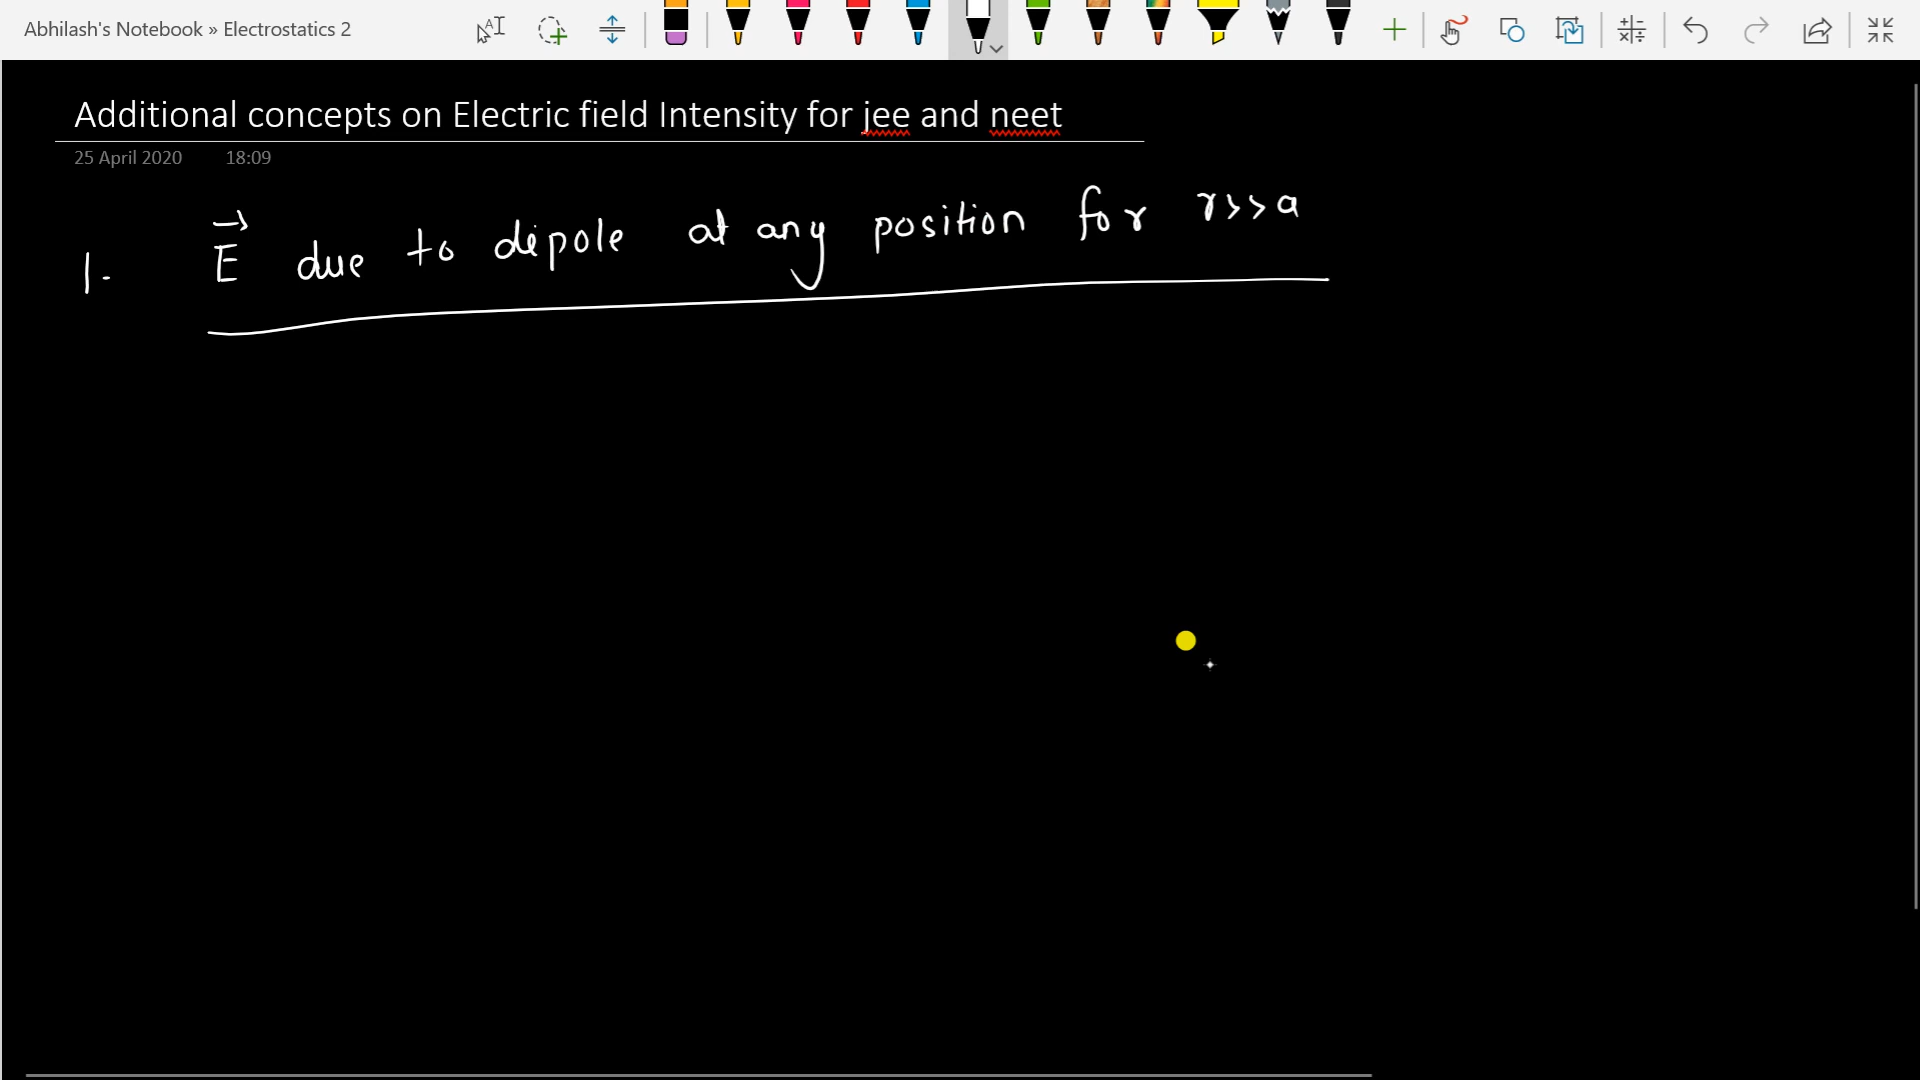 Abhilash's Notebook » Electrostatics 2
Additional concepts on Electric field Intensity for jee and neet
25 April 2020 18:09
1. E⃗ due to dipole at any position for r>>a